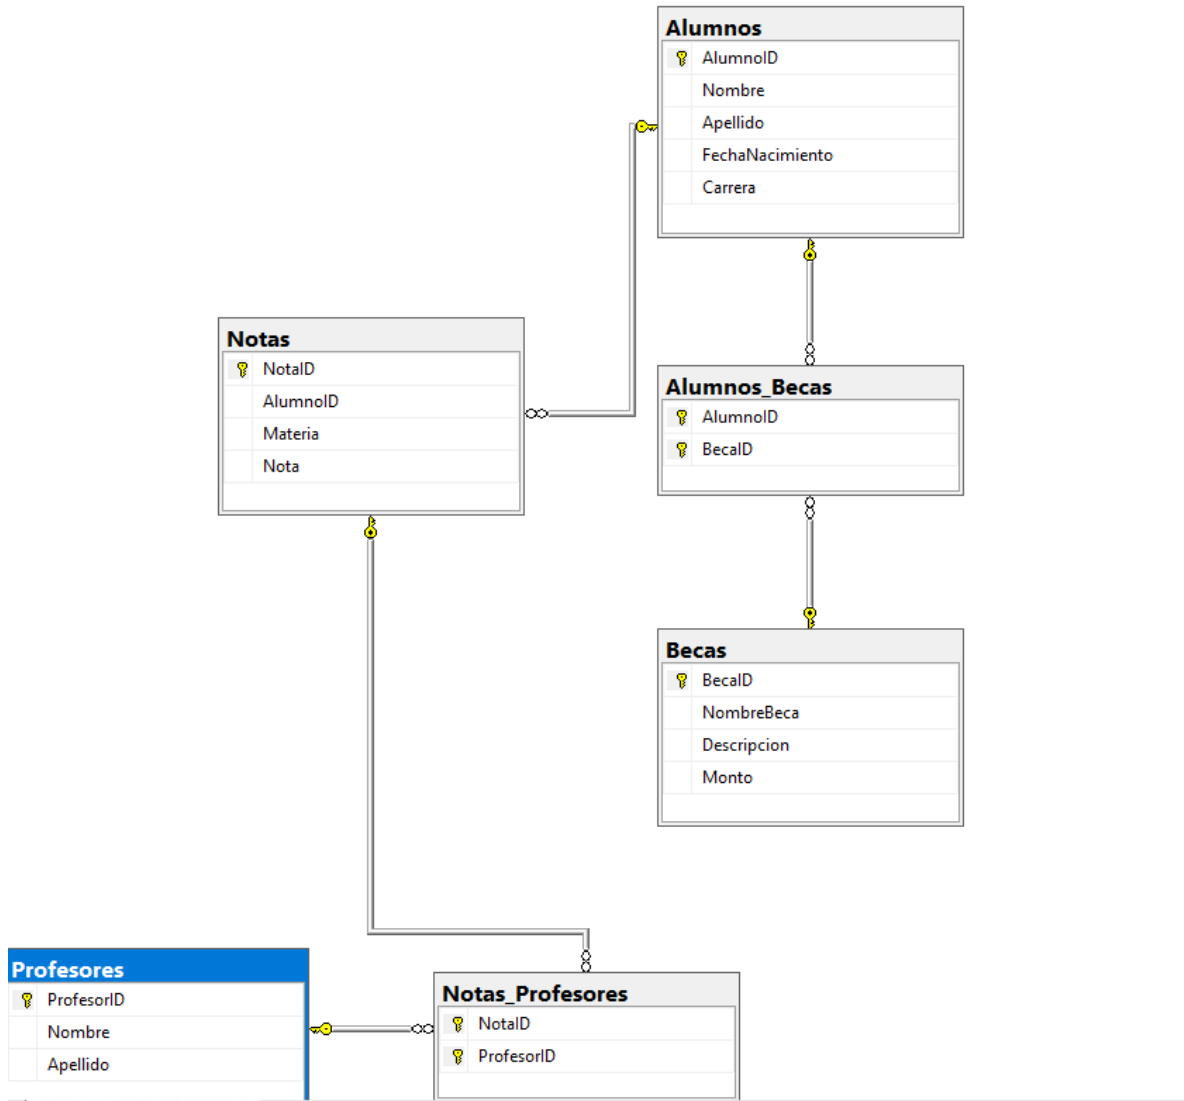 Alumnos
AlumnoID
Nombre
Apellido
FechaNacimiento
Carrera
Notas
NotaID
AlumnoID
Materia
Nota
Alumnos_Becas
AlumnoID
BecaID
Becas
BecaID
NombreBeca
Descripcion
Monto
Profesores
ProfesorID
Nombre
Apellido
Notas_Profesores
NotaID
ProfesorID